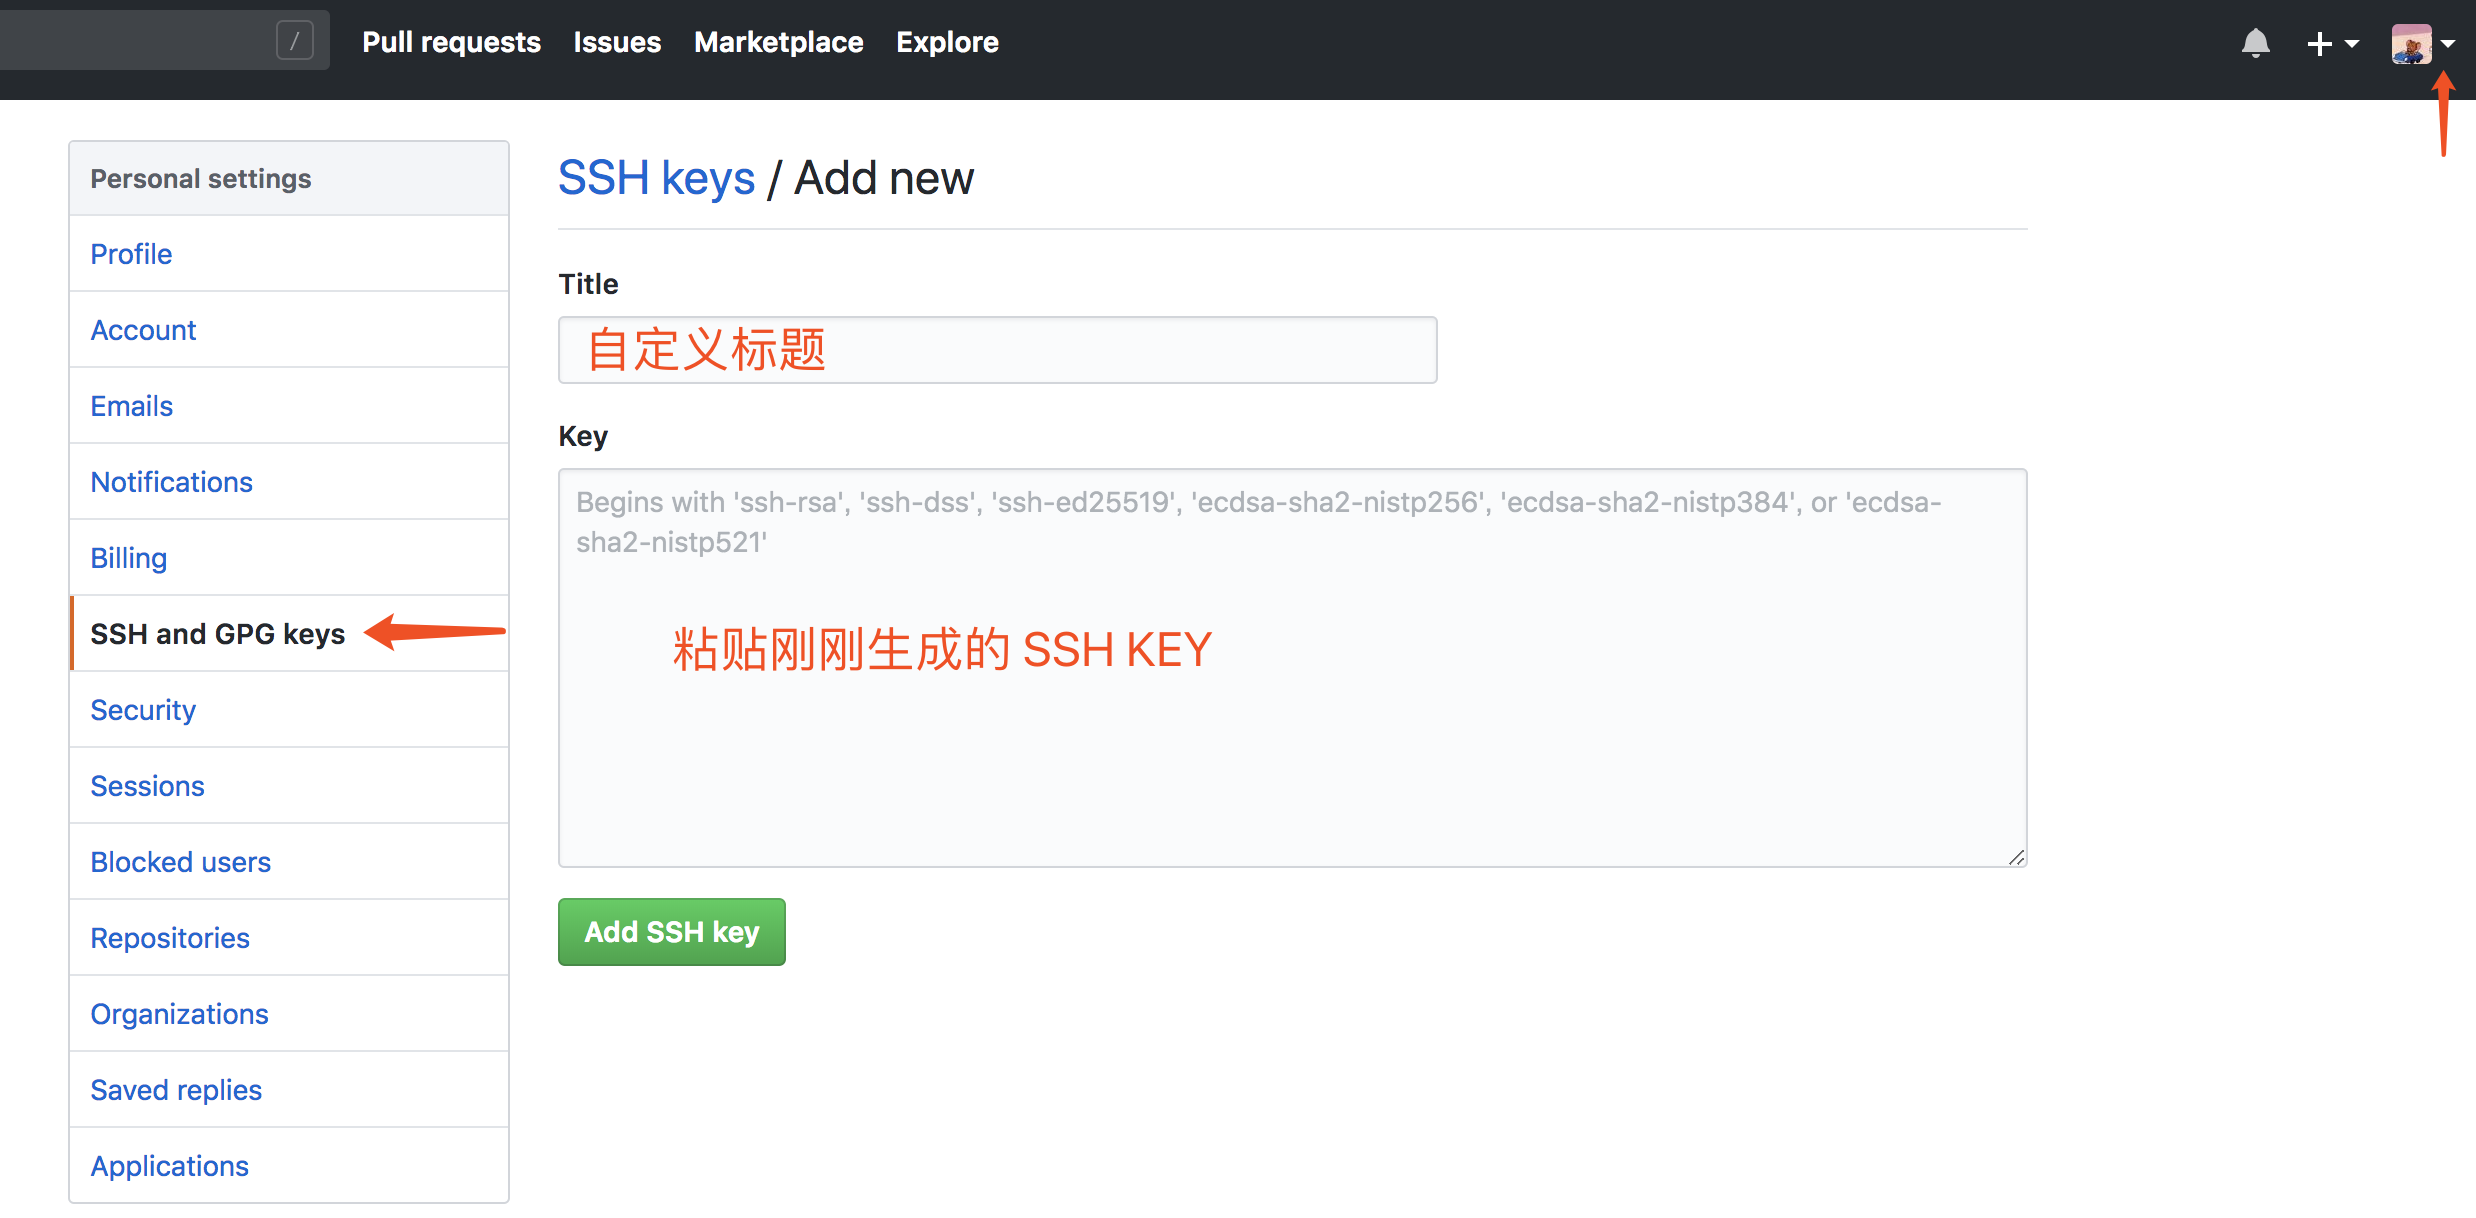 /
Pull requests Issues Marketplace Explore
Personal settings
Profile
Account
Emails
Notifications
Billing
SSH and GPG keys
Security
Sessions
Blocked users
Repositories
Organizations
Saved replies
Applications
SSH keys / Add new
Title
自定义标题
Key
Begins with 'ssh-rsa', 'ssh-dss', 'ssh-ed25519', 'ecdsa-sha2-nistp256', 'ecdsa-sha2-nistp384', or 'ecdsa-
sha2-nistp521'
粘贴刚刚生成的 SSH KEY
Add SSH key